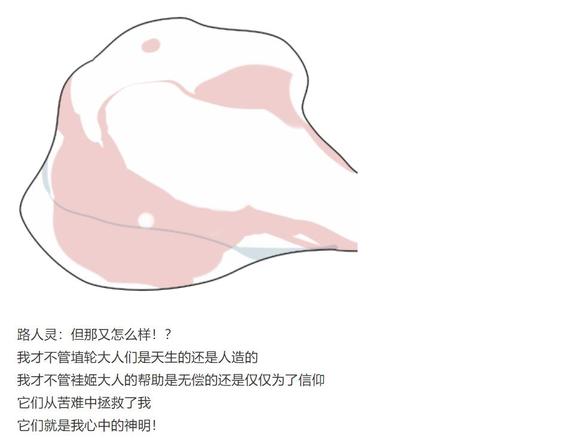 路人灵：但那又怎么样！？
我才不管埴轮大人们是天生的还是人造的
我才不管袿姬大人的帮助是无偿的还是仅仅为了信仰
它们从苦难中拯救了我
它们就是我心中的神明！